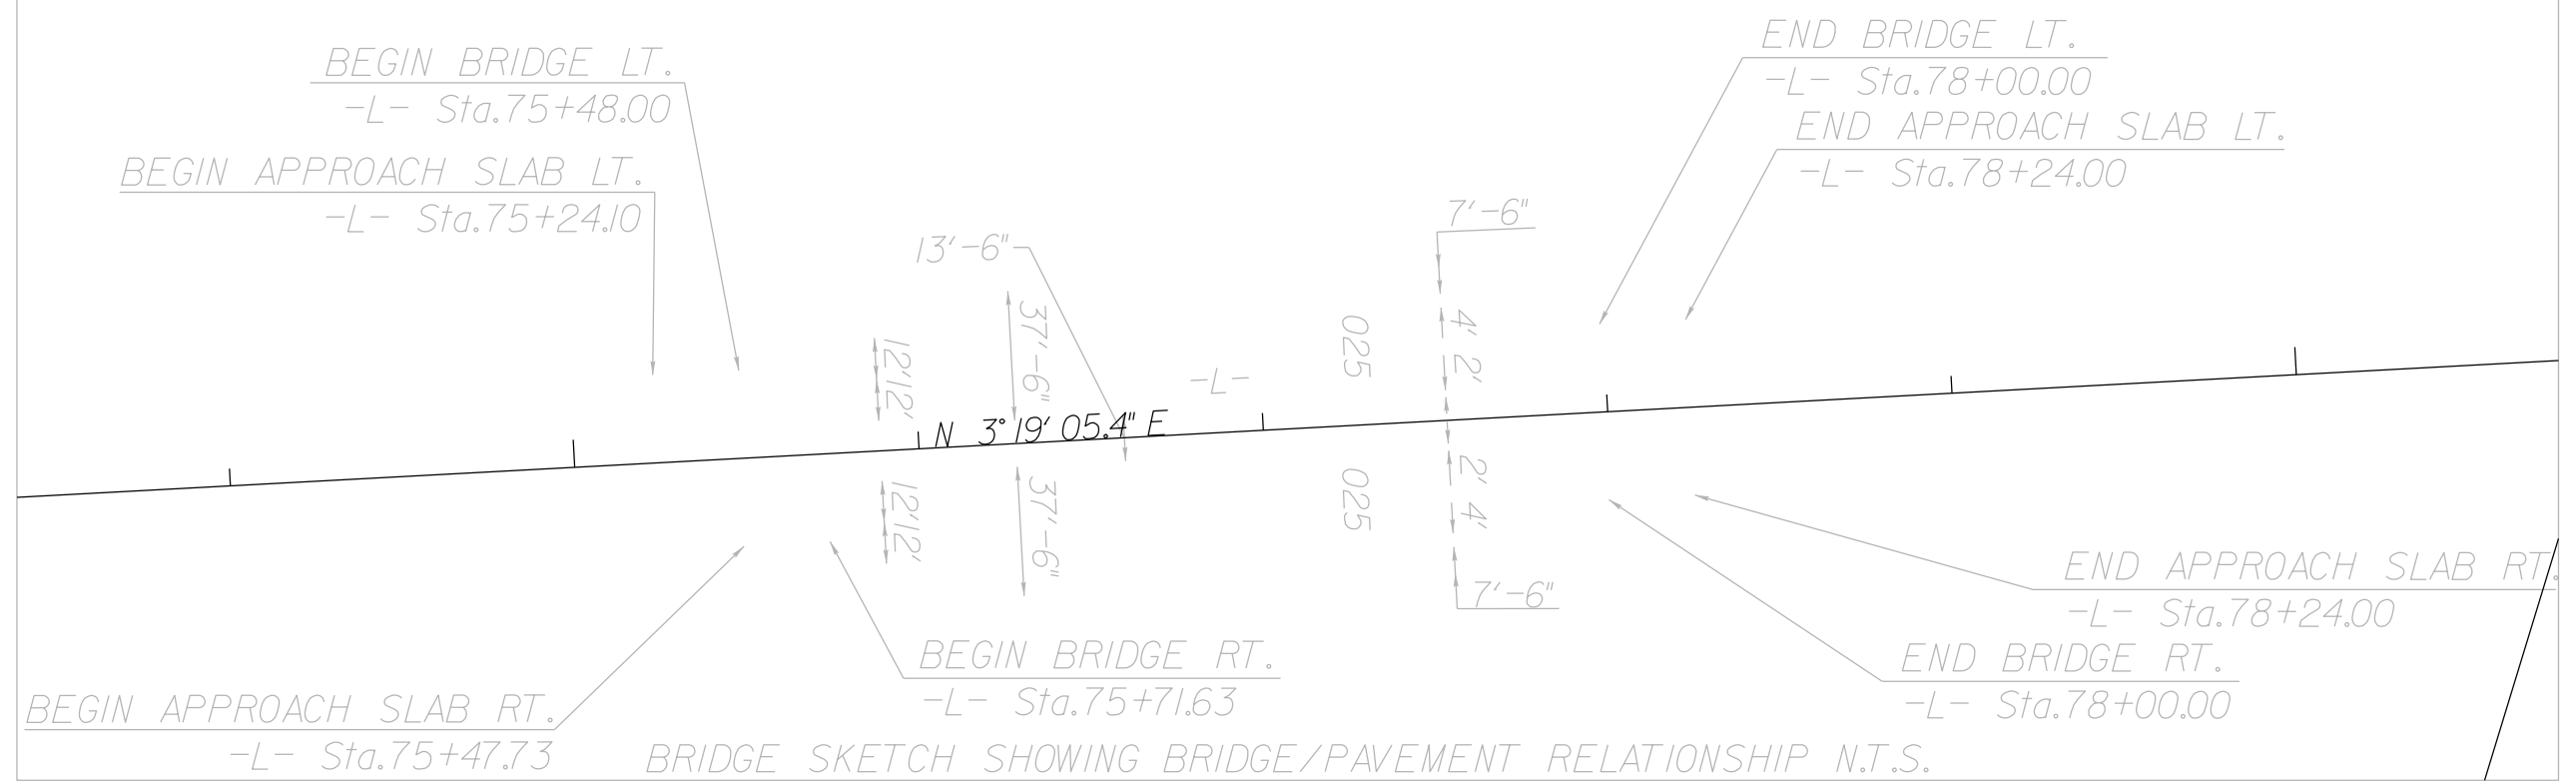 BEGIN BRIDGE LT.
-L- Sta.75+48.00
BEGIN APPROACH SLAB LT.
-L- Sta.75+24.10
END BRIDGE LT.
-L- Sta.78+00.00
END APPROACH SLAB LT.
-L- Sta.78+24.00
7'-6"
13'-6"
37'-6"
12'12'
025
4' 2'
-L-
N 3°19'05.4" E
12'12'
37'-6"
025
2' 4'
7'-6"
END APPROACH SLAB RT.
-L- Sta.78+24.00
BEGIN BRIDGE RT.
-L- Sta.75+71.63
END BRIDGE RT.
-L- Sta.78+00.00
BEGIN APPROACH SLAB RT.
-L- Sta.75+47.73
BRIDGE SKETCH SHOWING BRIDGE/PAVEMENT RELATIONSHIP N.T.S.